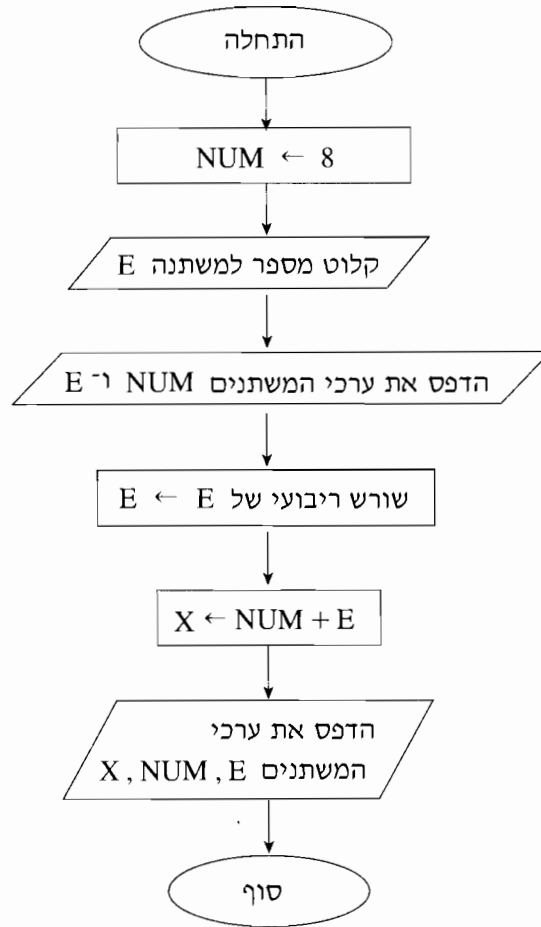 התחלה
NUM ← 8
קלוט מספר למשתנה E
הדפס את ערכי המשתנים NUM ו־ E
E ← E שורש ריבועי של
X ← NUM + E
הדפס את ערכי
המשתנים X , NUM , E
סוף